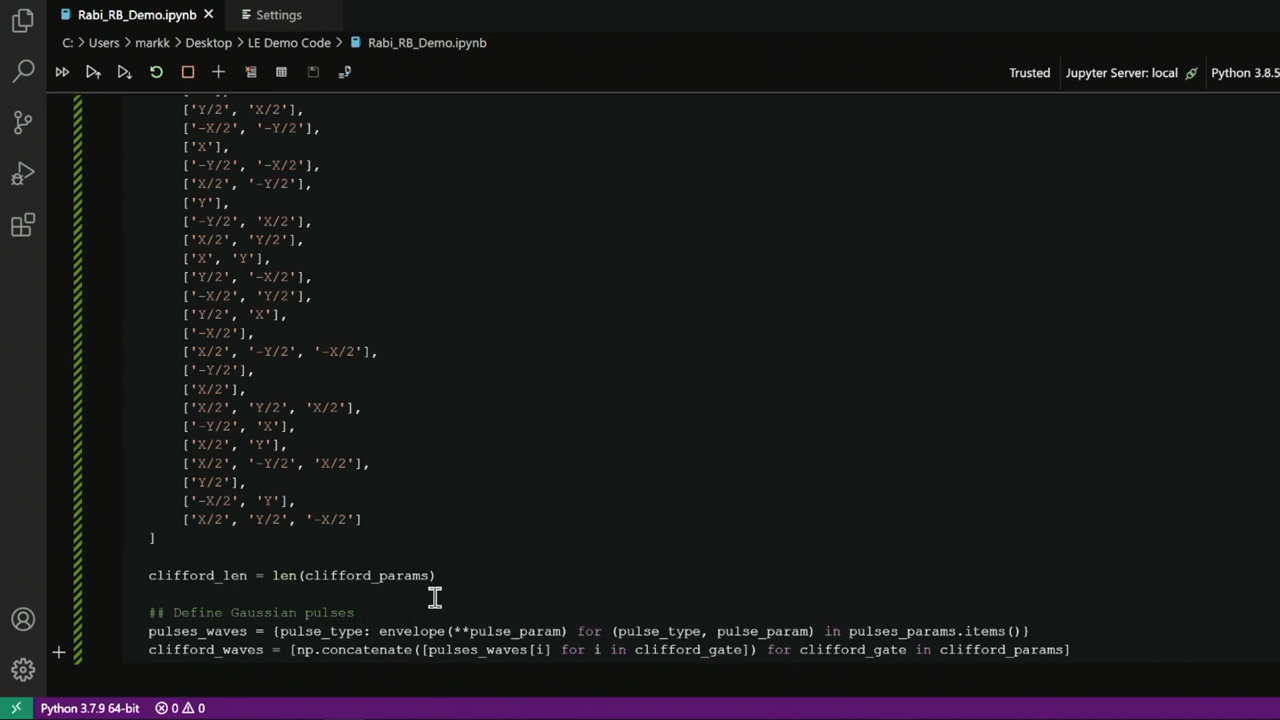 Rabi_RB_Demo.ipynb
Settings
C: > Users > markk > Desktop > LE Demo Code > Rabi_RB_Demo.ipynb
Trusted
Jupyter Server: local
Python 3.8.5
['Y/2', 'X/2'],
['-X/2', '-Y/2'],
['X'],
['-Y/2', '-X/2'],
['X/2', '-Y/2'],
['Y'],
['-Y/2', 'X/2'],
['X/2', 'Y/2'],
['X', 'Y'],
['Y/2', '-X/2'],
['-X/2', 'Y/2'],
['Y/2', 'X'],
['-X/2'],
['X/2', '-Y/2', '-X/2'],
['-Y/2'],
['X/2'],
['X/2', 'Y/2', 'X/2'],
['-Y/2', 'X'],
['X/2', 'Y'],
['X/2', '-Y/2', 'X/2'],
['Y/2'],
['-X/2', 'Y'],
['X/2', 'Y/2', '-X/2']
]
clifford_len = len(clifford_params)
## Define Gaussian pulses
pulses_waves = {pulse_type: envelope(**pulse_param) for (pulse_type, pulse_param) in pulses_params.items()}
clifford_waves = [np.concatenate([pulses_waves[i] for i in clifford_gate]) for clifford_gate in clifford_params]
Python 3.7.9 64-bit
0
0